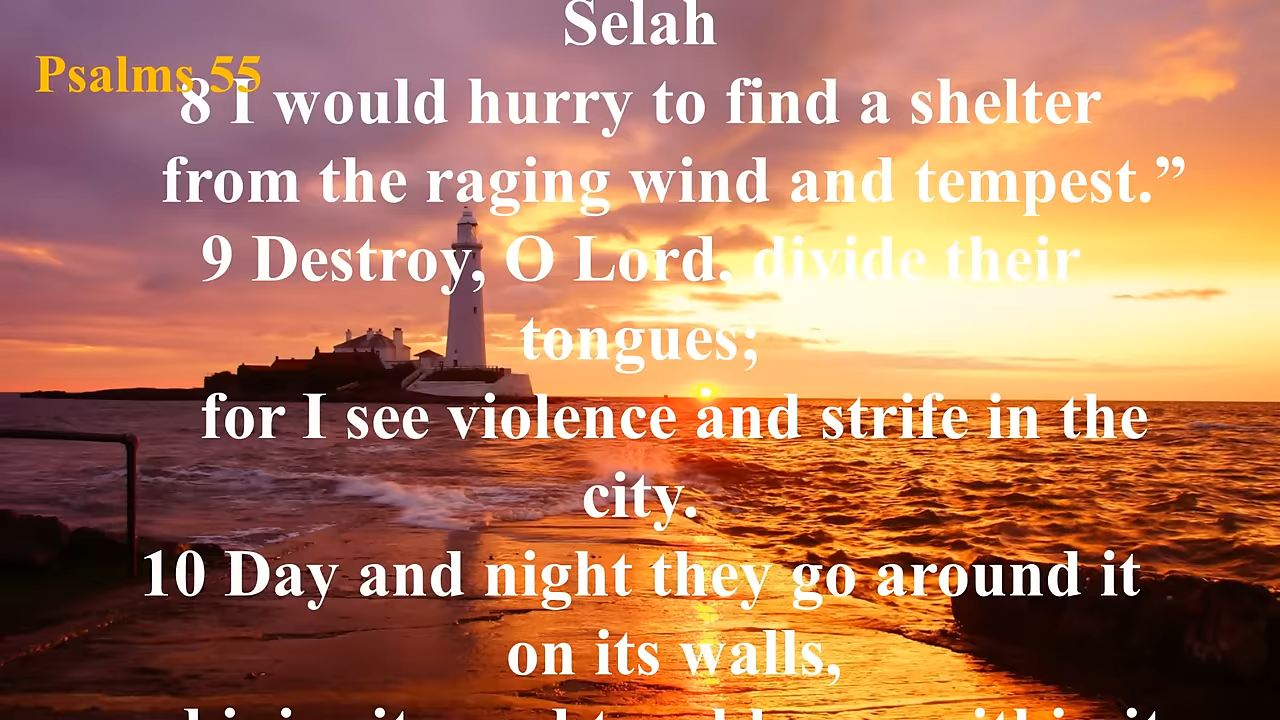 Selah
Psalms 55
8 I would hurry to find a shelter
from the raging wind and tempest.”
9 Destroy, O Lord, divide their
tongues;
for I see violence and strife in the
city.
10 Day and night they go around it
on its walls,